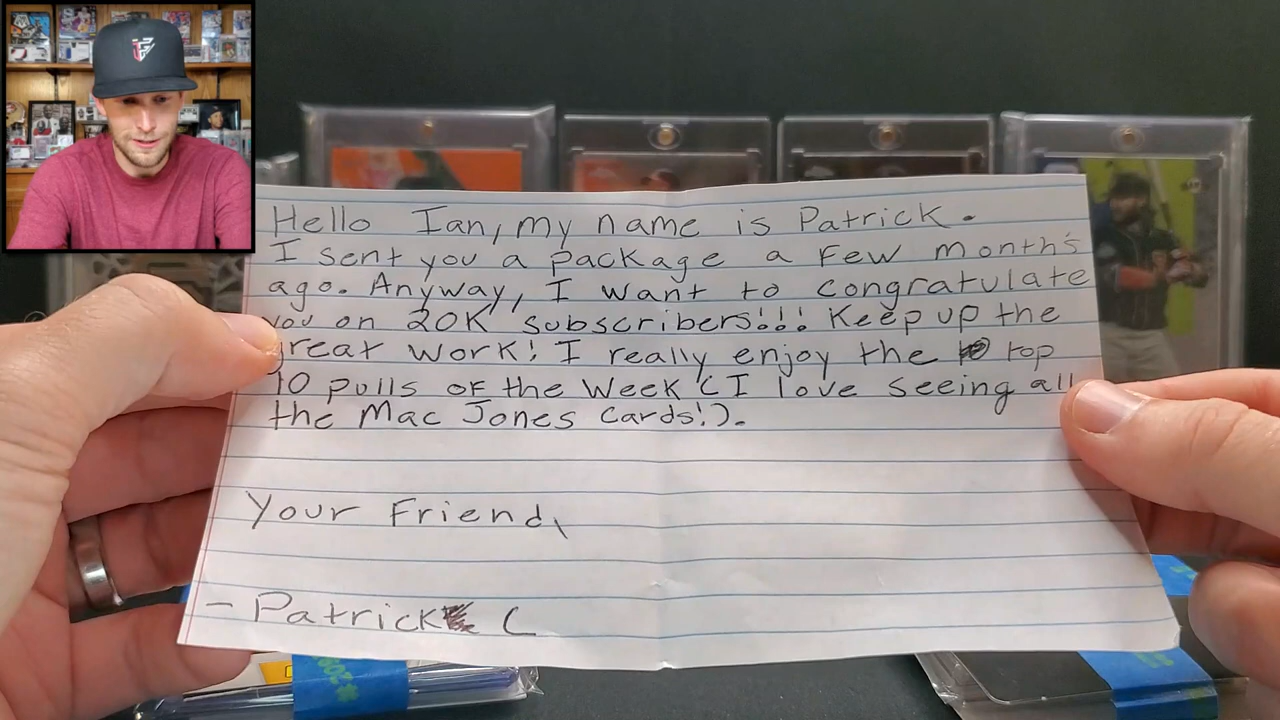 Hello Ian, my name is Patrick.
I sent you a package a few month's
ago. Anyway, I want to congratulate
you on 20K subscribers!!! Keep up the
great work! I really enjoy the top
10 pulls of the week (I love seeing all
the Mac Jones cards!).
Your Friend,
- Patrick C